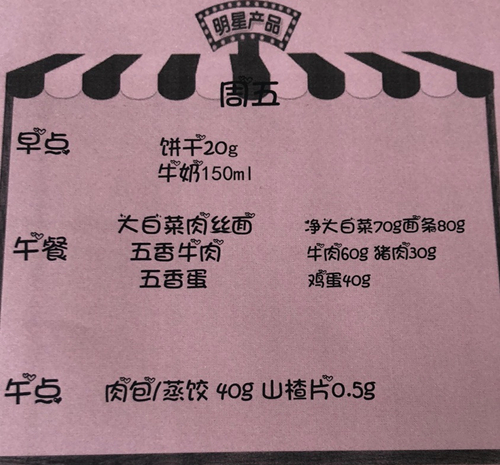 明星产品
周五
早点 饼干20g
牛奶150ml
大白菜肉丝面 净大白菜70g面条80g
午餐 五香牛肉 牛肉60g 猪肉30g
五香蛋 鸡蛋40g
午点 肉包/蒸饺 40g 山楂片0.5g